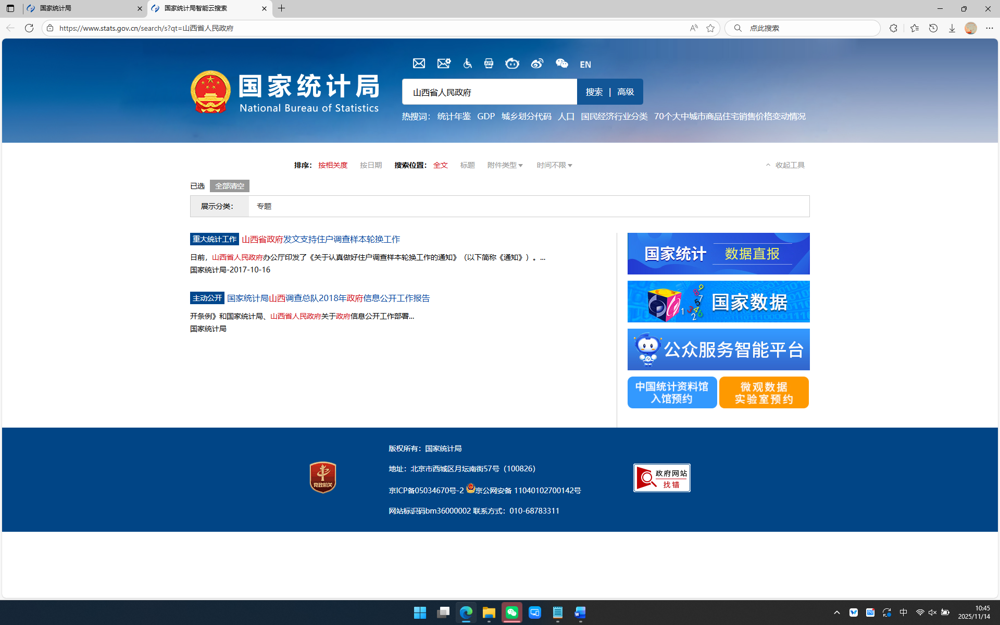 国家统计局
国家统计局智能云搜索
https://www.stats.gov.cn/search/s?qt=山西省人民政府
点此搜索
EN
国家统计局
National Bureau of Statistics
山西省人民政府
搜索 | 高级
热搜词: 统计年鉴 GDP 城乡划分代码 人口 国民经济行业分类 70个大中城市商品住宅销售价格变动情况
排序: 按相关度 按日期 搜索位置: 全文 标题 附件类型 时间不限 收起工具
已选 全部清空
展示分类: 专题
重大统计工作 山西省政府发文支持住户调查样本轮换工作
日前，山西省人民政府办公厅印发了《关于认真做好住户调查样本轮换工作的通知》（以下简称《通知》）。...
国家统计局-2017-10-16
主动公开 国家统计局山西调查总队2018年政府信息公开工作报告
开条例》和国家统计局、山西省人民政府关于政府信息公开工作部署...
国家统计局
国家统计 数据直报
国家数据
公众服务智能平台
中国统计资料馆
入馆预约
微观数据
实验室预约
版权所有：国家统计局
地址：北京市西城区月坛南街57号（100826）
京ICP备05034670号-2 京公网安备 11040102700142号
网站标识码bm36000002 联系方式：010-68783311
党政机关
政府网站
找错
中
10:45
2025/11/14